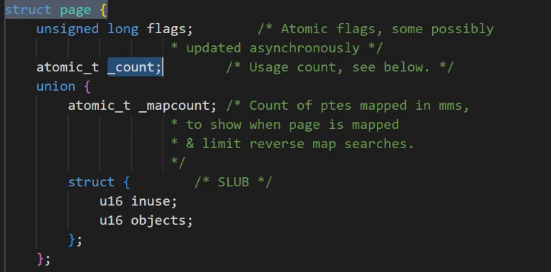 struct page {
unsigned long flags; /* Atomic flags, some possibly
* updated asynchronously */
atomic_t _count; /* Usage count, see below. */
union {
atomic_t _mapcount; /* Count of ptes mapped in mms,
* to show when page is mapped
* & limit reverse map searches.
*/
struct { /* SLUB */
u16 inuse;
u16 objects;
};
};